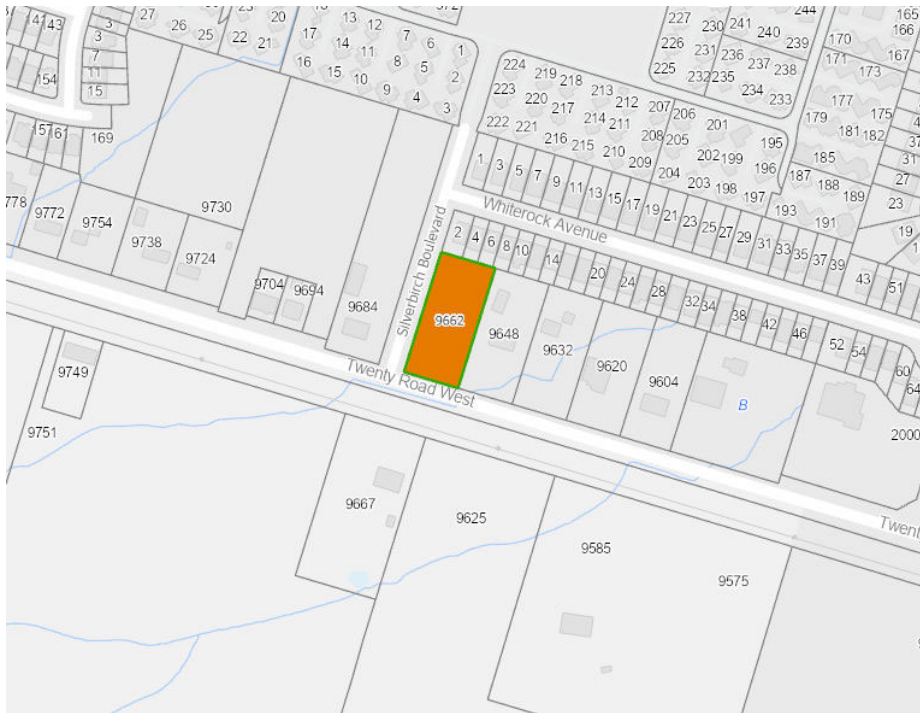 27 20 18 13 12 7 6 1 972 227 230 241 244 165
143 3 26 25 22 21 17 14 11 8 5 2 226 231 240 239 170 166
3 7 11 15 154 16 15 10 9 4 3 225 232 235 236 237 238 171 173 167
224 219 218 213 212 207 206 234 233 177 175
223 220 217 214 211 208 205 201 195 179 181 182
222 221 216 215 210 209 204 202 199 196 185
157 161 169 203 198 197 187 188 189
193 191
1 3 5 7 9 11 13 15 17 19 21 23 25 27 29 31 33 35 37 39 43 51
31 27 23 19
Whiterock Avenue
2 4 6 8 10 14 20 24 28 32 34 38 42 46 52 54 60 64
Silverbirch Boulevard
778 9772 9754 9738 9724 9730 9704 9694 9684
9662 9648 9632 9620 9604 B 2000
Twenty Road West
9749
9751
9667 9625 9585 9575
Twent